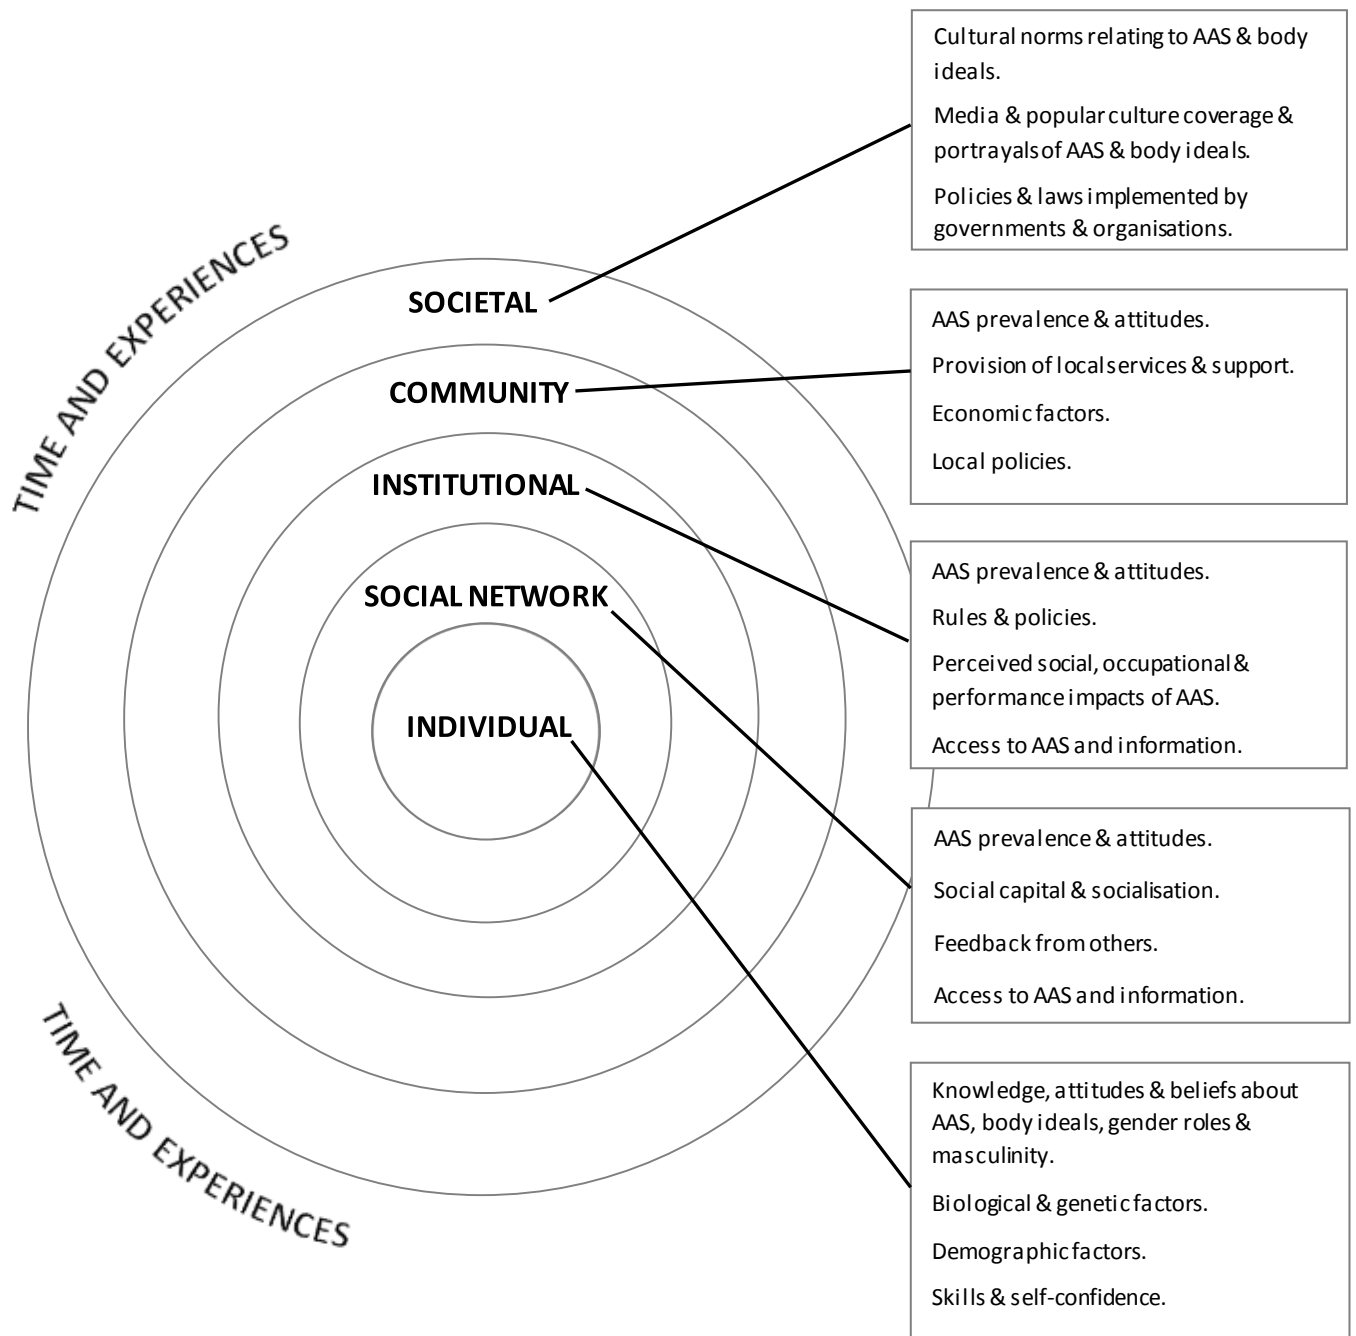 Cultural norms relating to AAS & body
ideals.
Media & popular culture coverage &
portrayals of AAS & body ideals.
Policies & laws implemented by
governments & organisations.
TIME AND EXPERIENCES
SOCIETAL
COMMUNITY
INSTITUTIONAL
SOCIAL NETWORK
INDIVIDUAL
TIME AND EXPERIENCES
AAS prevalence & attitudes.
Provision of local services & support.
Economic factors.
Local policies.
AAS prevalence & attitudes.
Rules & policies.
Perceived social, occupational &
performance impacts of AAS.
Access to AAS and information.
AAS prevalence & attitudes.
Social capital & socialisation.
Feedback from others.
Access to AAS and information.
Knowledge, attitudes & beliefs about
AAS, body ideals, gender roles &
masculinity.
Biological & genetic factors.
Demographic factors.
Skills & self-confidence.